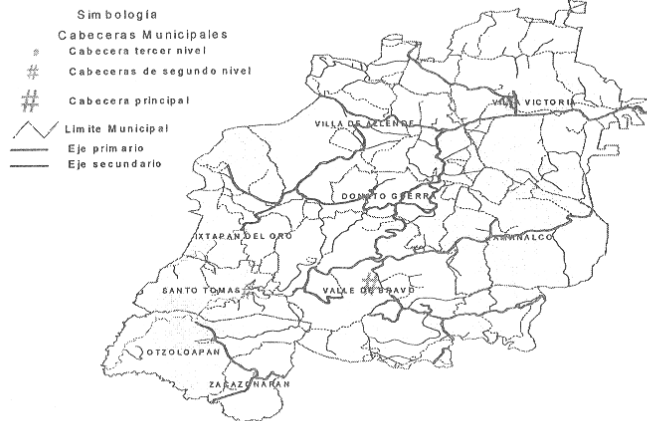 Simbología
Cabeceras Municipales
Cabecera tercer nivel
Cabeceras de segundo nivel
Cabecera principal
Limite Municipal
Eje primario
Eje secundario
VILLA VICTORIA
VILLA DE ALLENDE
DONATO GUERRA
IXTAPAN DEL ORO
AMANALCO
SANTO TOMAS
VALLE DE BRAVO
OTZOLOAPAN
ZACAZONAPAN